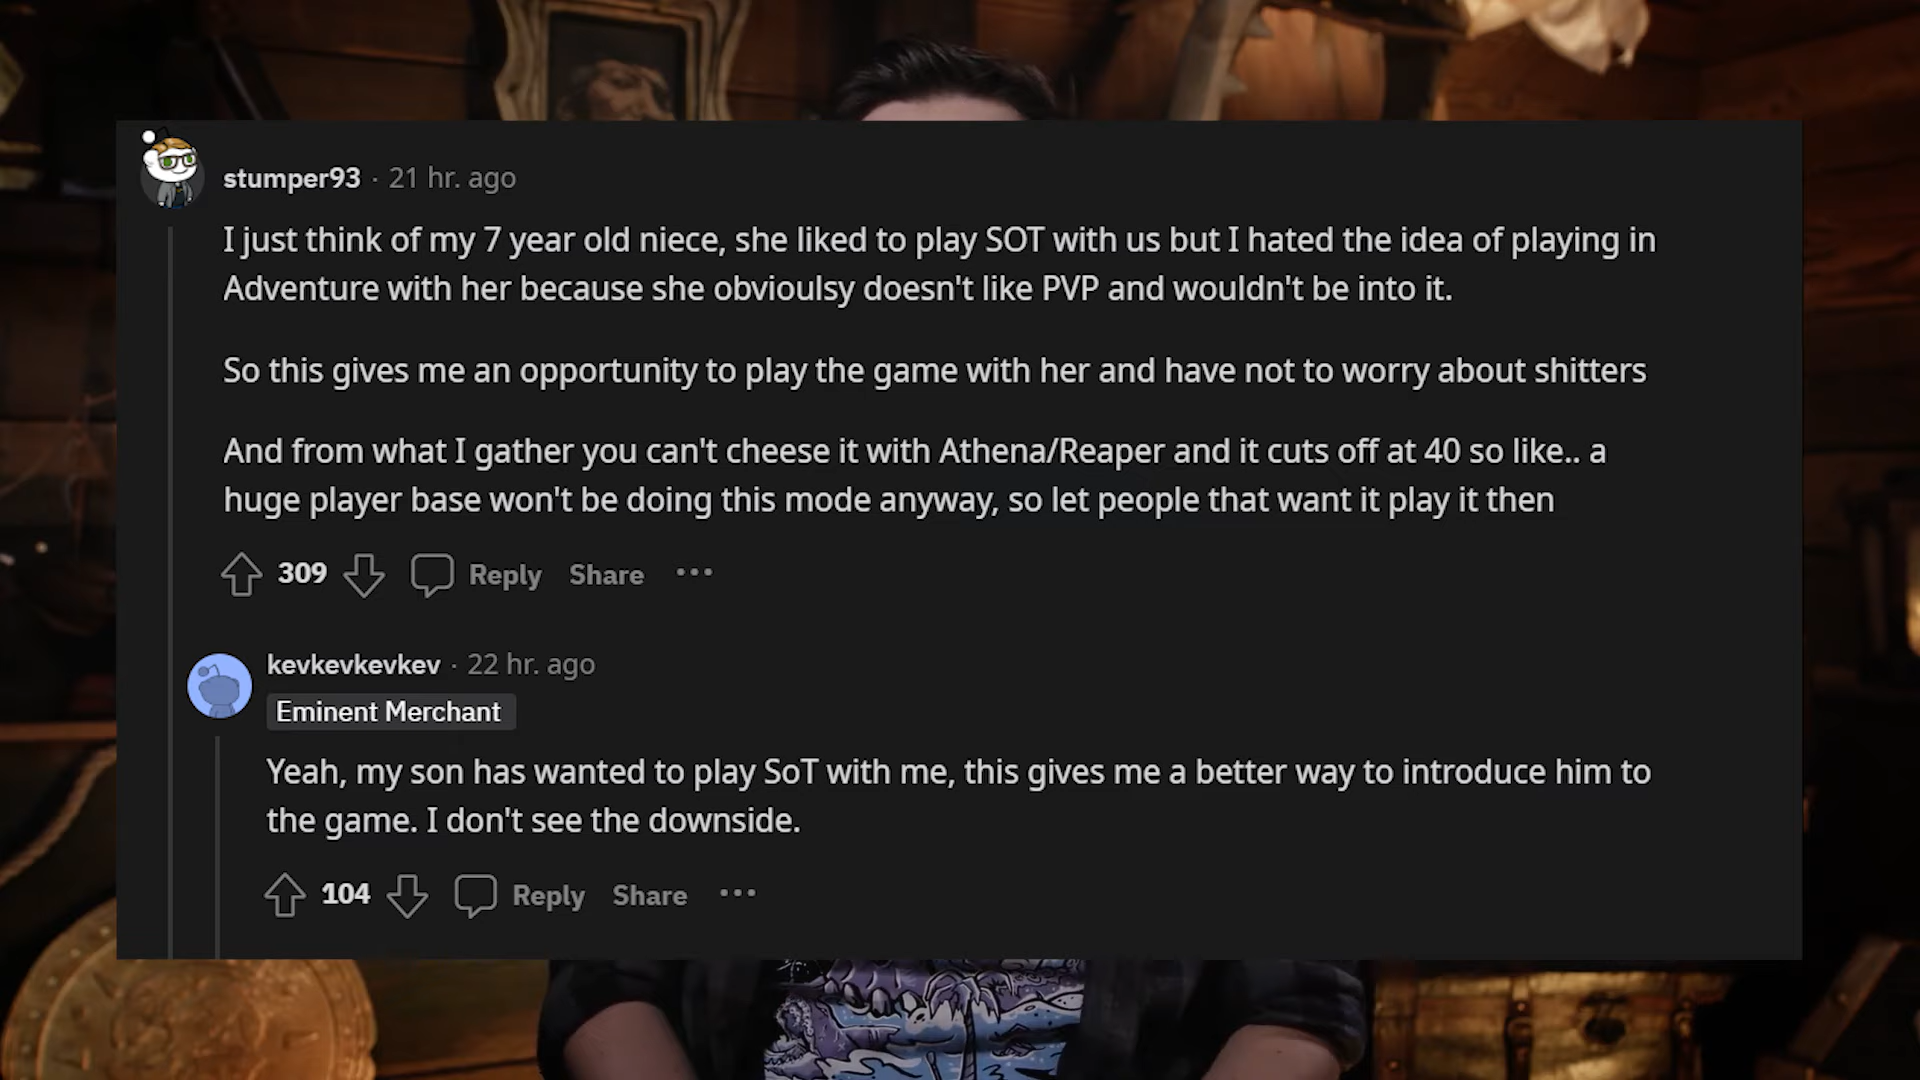 stumper93 · 21 hr. ago
I just think of my 7 year old niece, she liked to play SOT with us but I hated the idea of playing in
Adventure with her because she obvioulsy doesn't like PVP and wouldn't be into it.
So this gives me an opportunity to play the game with her and have not to worry about shitters
And from what I gather you can't cheese it with Athena/Reaper and it cuts off at 40 so like.. a
huge player base won't be doing this mode anyway, so let people that want it play it then
309 Reply Share ···
kevkevkevkev · 22 hr. ago
Eminent Merchant
Yeah, my son has wanted to play SoT with me, this gives me a better way to introduce him to
the game. I don't see the downside.
104 Reply Share ···